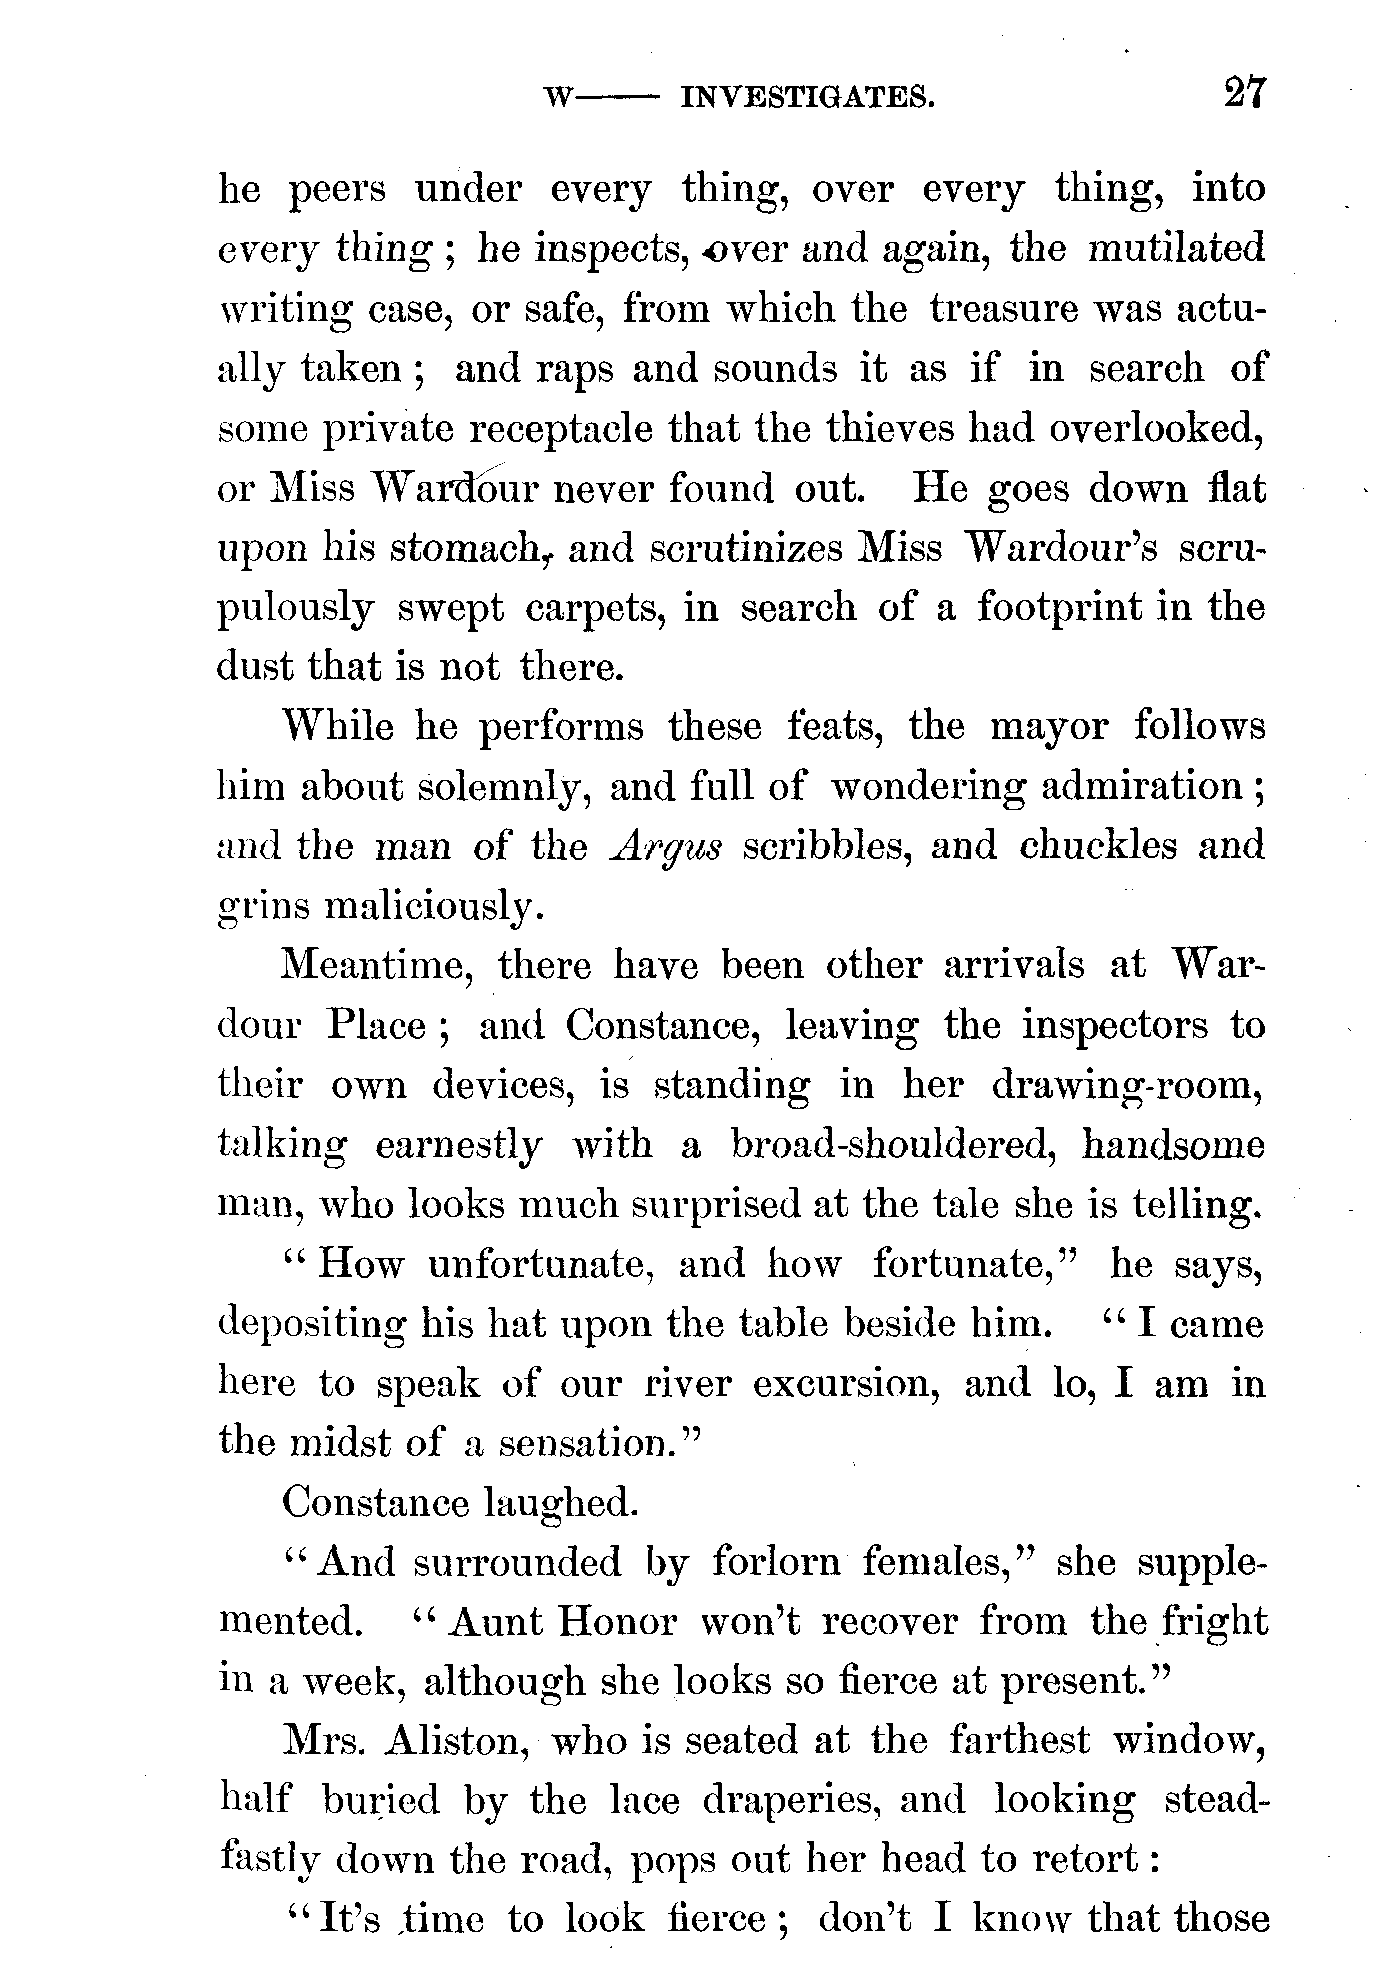 W—— INVESTIGATES. 27
he peers under every thing, over every thing, into
every thing ; he inspects, over and again, the mutilated
writing case, or safe, from which the treasure was actu-
ally taken ; and raps and sounds it as if in search of
some private receptacle that the thieves had overlooked,
or Miss Wardour never found out. He goes down flat
upon his stomach, and scrutinizes Miss Wardour's scru-
pulously swept carpets, in search of a footprint in the
dust that is not there.
While he performs these feats, the mayor follows
him about solemnly, and full of wondering admiration ;
and the man of the Argus scribbles, and chuckles and
grins maliciously.
Meantime, there have been other arrivals at War-
dour Place ; and Constance, leaving the inspectors to
their own devices, is standing in her drawing-room,
talking earnestly with a broad-shouldered, handsome
man, who looks much surprised at the tale she is telling.
“ How unfortunate, and how fortunate,” he says,
depositing his hat upon the table beside him. “ I came
here to speak of our river excursion, and lo, I am in
the midst of a sensation.”
Constance laughed.
“ And surrounded by forlorn females,” she supple-
mented. “ Aunt Honor won't recover from the fright
in a week, although she looks so fierce at present.”
Mrs. Aliston, who is seated at the farthest window,
half buried by the lace draperies, and looking stead-
fastly down the road, pops out her head to retort :
“ It's time to look fierce ; don't I know that those